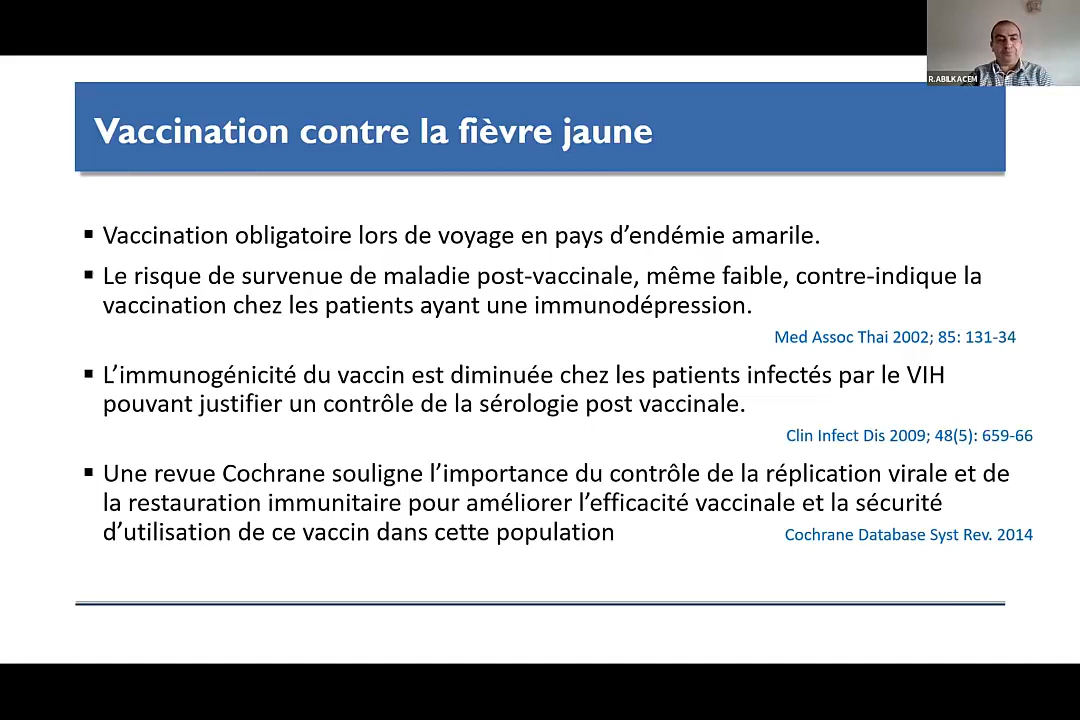 R.ABILKACEM
Vaccination contre la fièvre jaune
▪ Vaccination obligatoire lors de voyage en pays d’endémie amarile.
▪ Le risque de survenue de maladie post-vaccinale, même faible, contre-indique la
vaccination chez les patients ayant une immunodépression.
Med Assoc Thai 2002; 85: 131-34
▪ L’immunogénicité du vaccin est diminuée chez les patients infectés par le VIH
pouvant justifier un contrôle de la sérologie post vaccinale.
Clin Infect Dis 2009; 48(5): 659-66
▪ Une revue Cochrane souligne l’importance du contrôle de la réplication virale et de
la restauration immunitaire pour améliorer l’efficacité vaccinale et la sécurité
d’utilisation de ce vaccin dans cette population
Cochrane Database Syst Rev. 2014